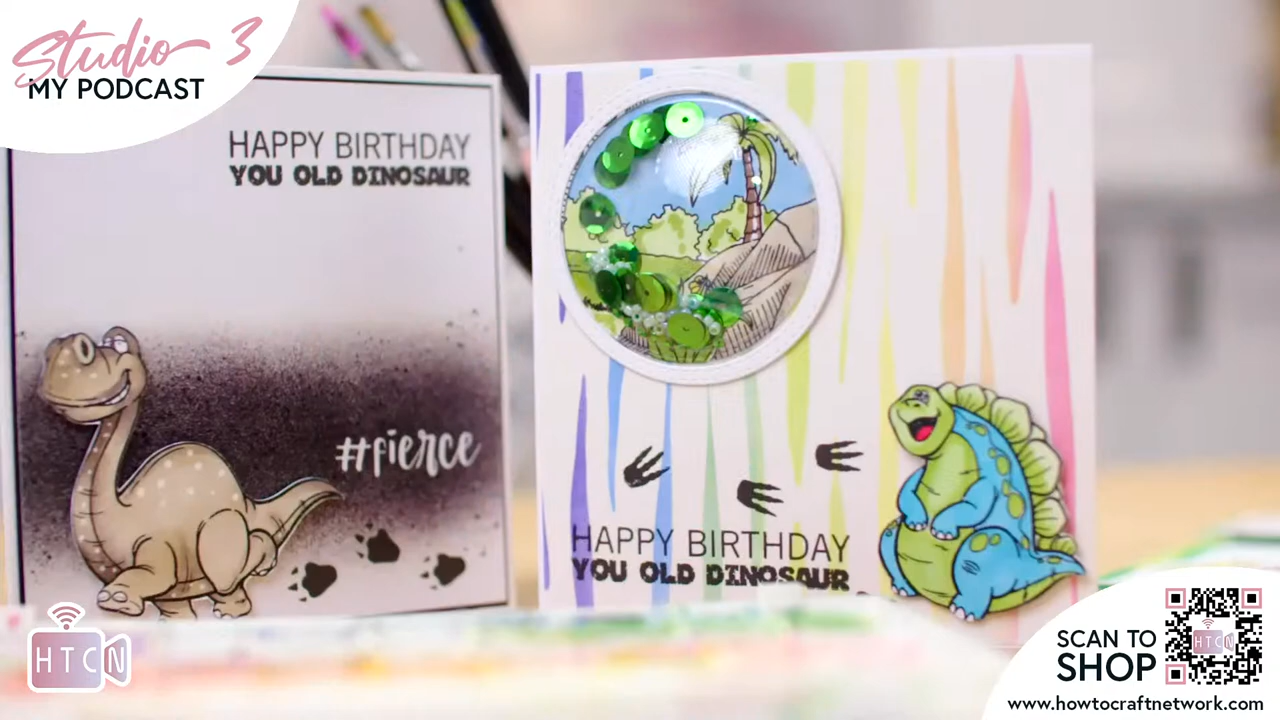 Studio 3
MY PODCAST
HAPPY BIRTHDAY
YOU OLD DINOSAUR
#fierce
HAPPY BIRTHDAY
YOU OLD DINOSAUR
HTCN
SCAN TO
SHOP
HTCN
www.howtocraftnetwork.com